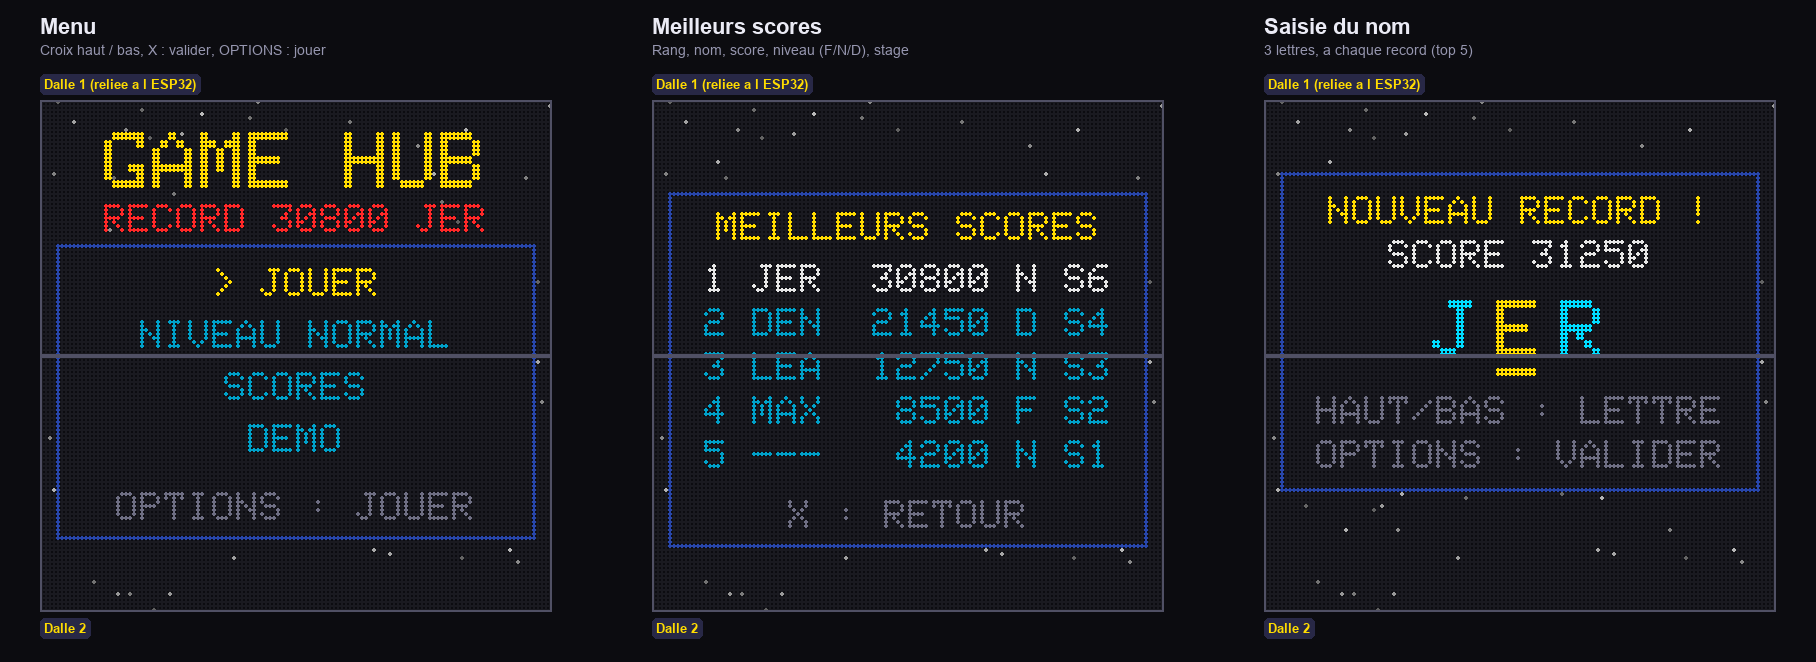 Menu
Croix haut / bas, X : valider, OPTIONS : jouer
Dalle 1 (reliee a l ESP32)
GAME HUB
RECORD 30800 JER
> JOUER
NIVEAU NORMAL
SCORES
DEMO
OPTIONS : JOUER
Dalle 2
Meilleurs scores
Rang, nom, score, niveau (F/N/D), stage
Dalle 1 (reliee a l ESP32)
MEILLEURS SCORES
1 JER 30800 N S6
2 DEN 21450 D S4
3 LEA 12750 N S3
4 MAX 8500 F S2
5 --- 4200 N S1
X : RETOUR
Dalle 2
Saisie du nom
3 lettres, a chaque record (top 5)
Dalle 1 (reliee a l ESP32)
NOUVEAU RECORD !
SCORE 31250
JER
HAUT/BAS : LETTRE
OPTIONS : VALIDER
Dalle 2